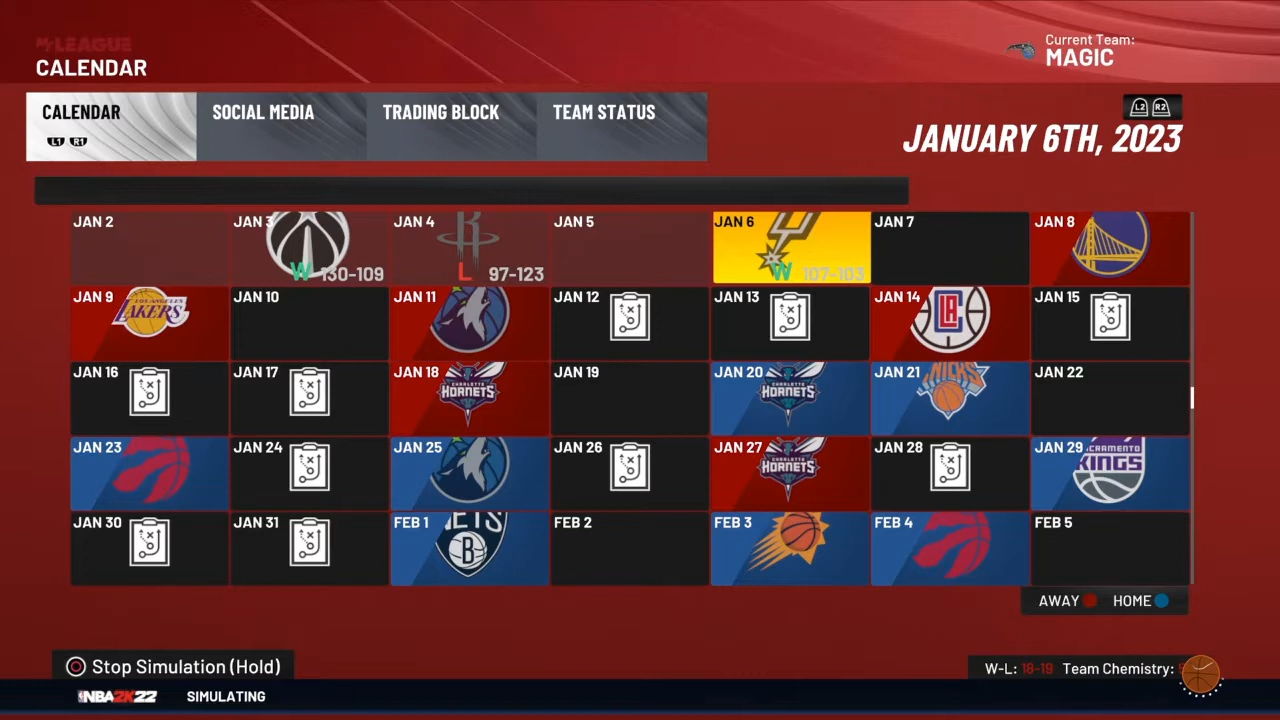 MyLEAGUE
CALENDAR
Current Team:
MAGIC
CALENDAR
L1 R1
SOCIAL MEDIA
TRADING BLOCK
TEAM STATUS
L2 R2
JANUARY 6TH, 2023
JAN 2
JAN 3
W 130-109
JAN 4
L 97-123
JAN 5
JAN 6
W 107-103
JAN 7
JAN 8
JAN 9
LOS ANGELES
LAKERS
JAN 10
JAN 11
JAN 12
JAN 13
JAN 14
LA
JAN 15
JAN 16
JAN 17
JAN 18
CHARLOTTE
HORNETS
JAN 19
JAN 20
CHARLOTTE
HORNETS
JAN 21
KNICKS
JAN 22
JAN 23
JAN 24
JAN 25
JAN 26
JAN 27
CHARLOTTE
HORNETS
JAN 28
JAN 29
SACRAMENTO
KINGS
JAN 30
JAN 31
FEB 1
NETS
B
FEB 2
FEB 3
FEB 4
FEB 5
AWAY HOME
Stop Simulation (Hold)
W-L: 18-19 Team Chemistry:
NBA 2K22 SIMULATING